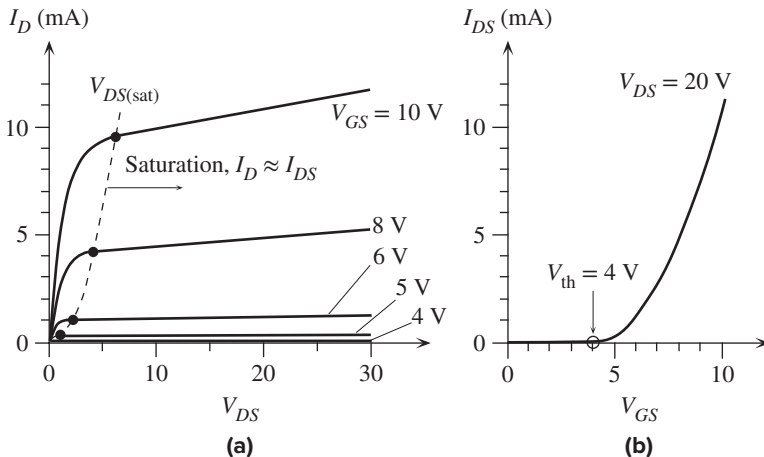 I_D (mA)
V_DS(sat)
V_GS = 10 V
10
Saturation, I_D ≈ I_DS
8 V
5
6 V
5 V
4 V
0
0 10 20 30
V_DS
(a)
I_DS (mA)
V_DS = 20 V
10
5
V_th = 4 V
0
0 5 10
V_GS
(b)